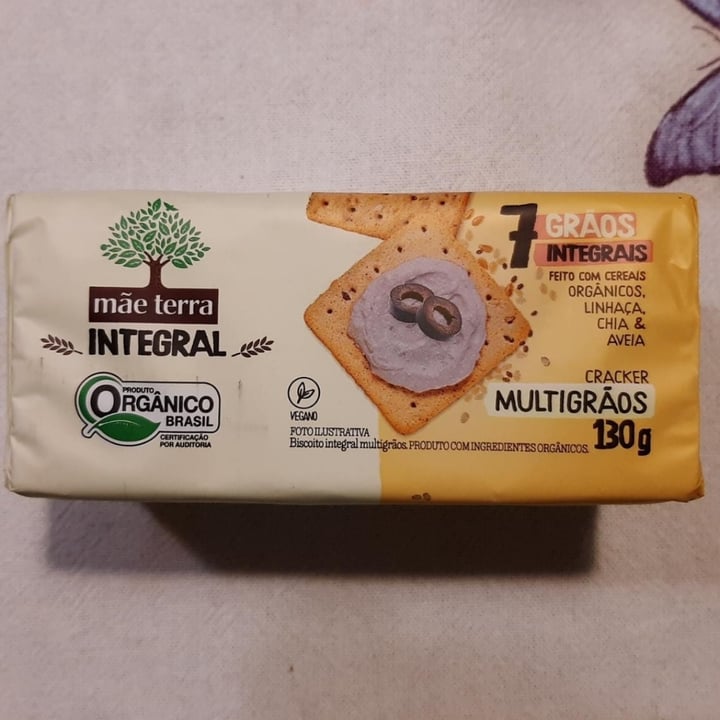 mãe terra
INTEGRAL
PRODUTO
ORGÂNICO
BRASIL
CERTIFICAÇÃO
POR AUDITORIA
VEGANO
FOTO ILUSTRATIVA
Biscoito integral multigrãos. PRODUTO COM INGREDIENTES ORGÂNICOS.
7 GRÃOS
INTEGRAIS
FEITO COM CEREAIS
ORGÂNICOS,
LINHAÇA,
CHIA &
AVEIA
CRACKER
MULTIGRÃOS
130g